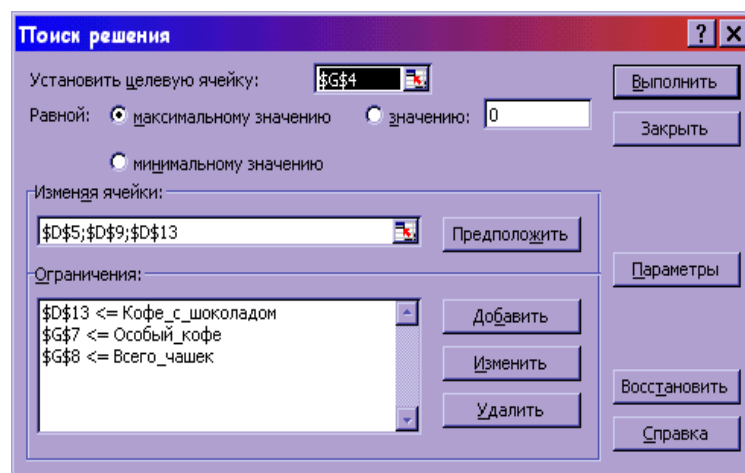 Поиск решения ? X
Установить целевую ячейку: $G$4 Выполнить
Равной: максимальному значению значению: 0 Закрыть
минимальному значению
Изменяя ячейки:
$D$5;$D$9;$D$13 Предположить
Ограничения: Параметры
$D$13 <= Кофе_с_шоколадом Добавить
$G$7 <= Особый_кофе
$G$8 <= Всего_чашек
Изменить
Восстановить
Удалить
Справка